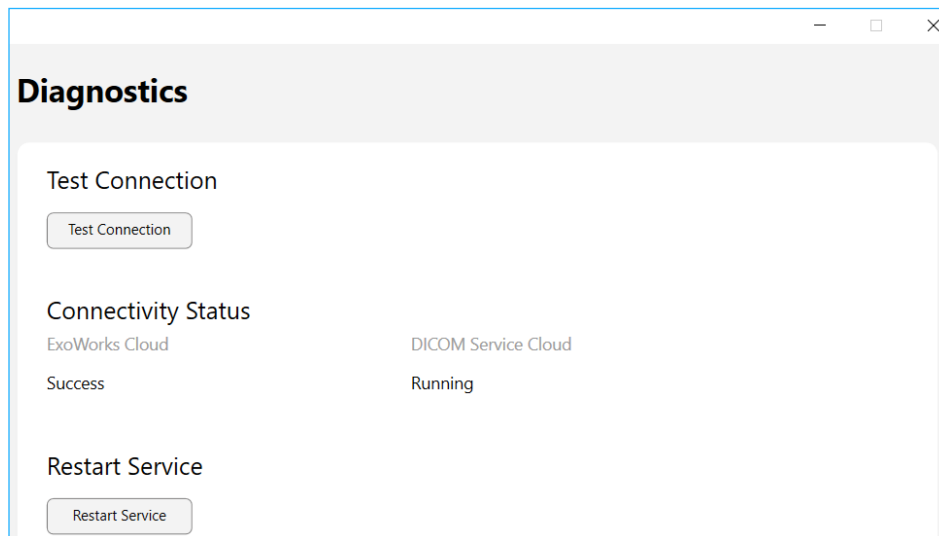 Diagnostics
Test Connection
Test Connection
Connectivity Status
ExoWorks Cloud DICOM Service Cloud
Success Running
Restart Service
Restart Service